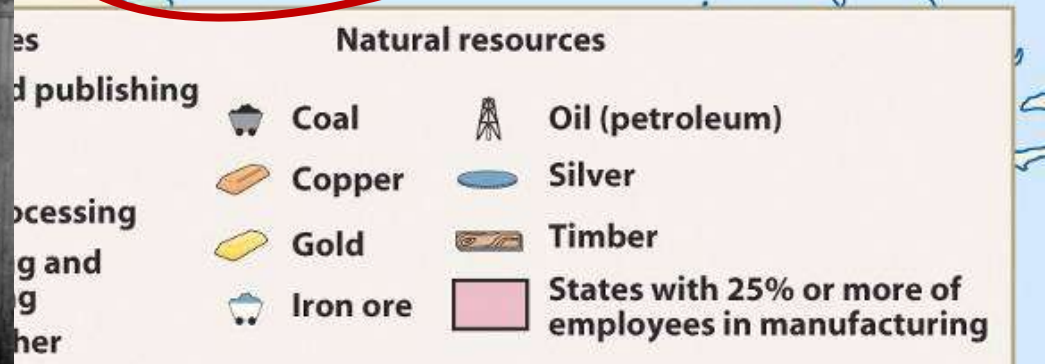 es
d publishing
ocessing
g and
g
her
Natural resources
Coal
Copper
Gold
Iron ore
Oil (petroleum)
Silver
Timber
States with 25% or more of
employees in manufacturing